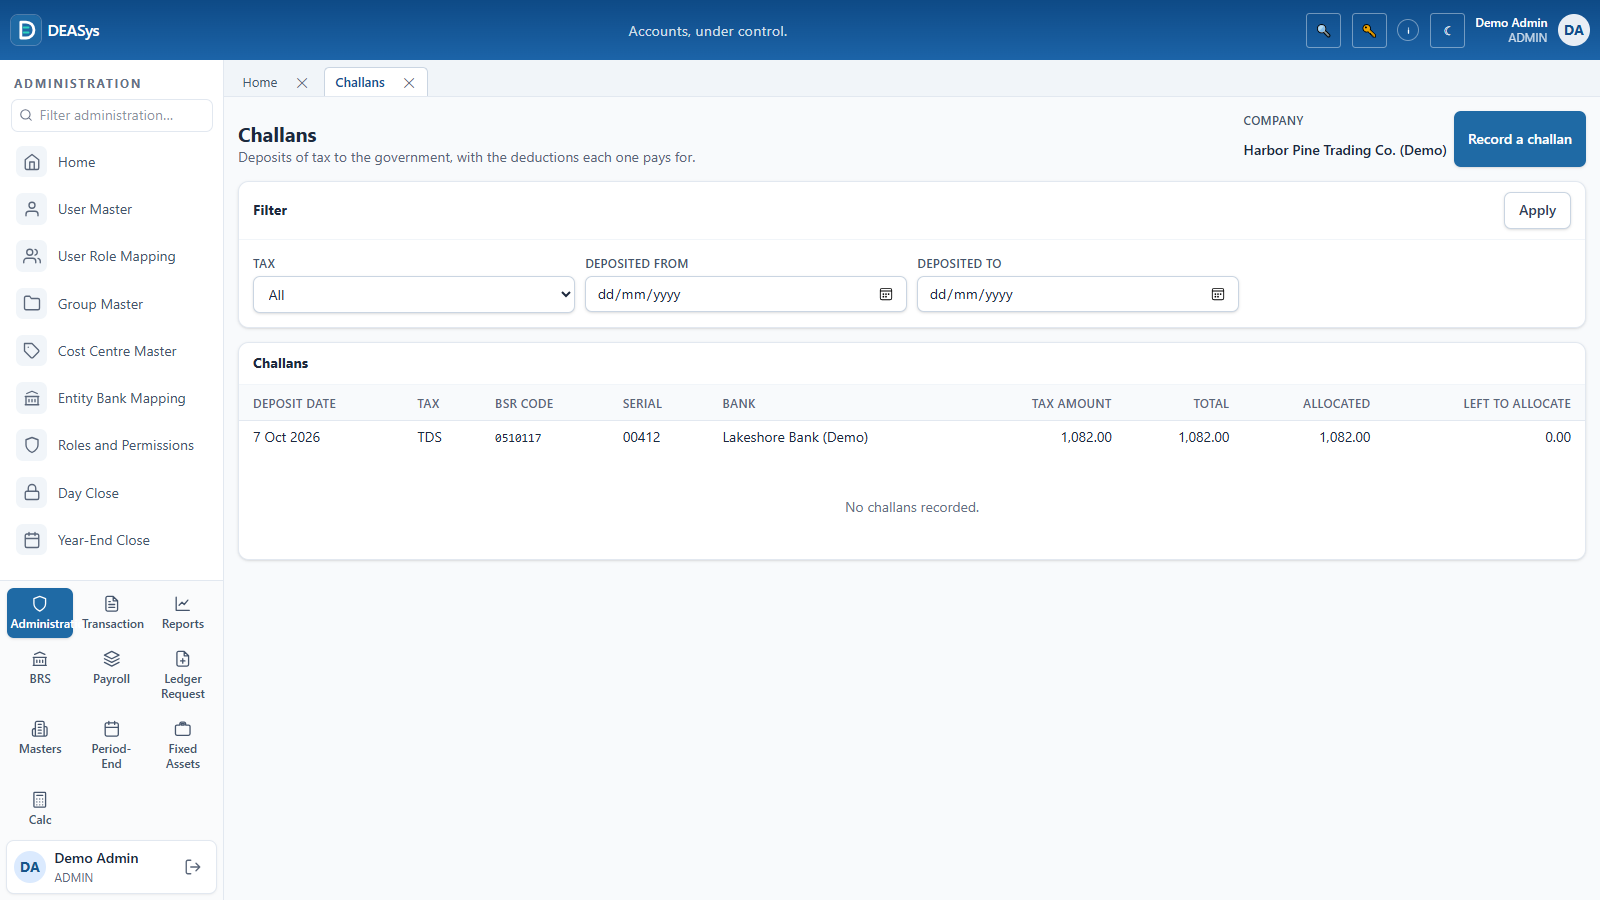 DEASys
Accounts, under control.
Demo Admin
ADMIN
DA
ADMINISTRATION
Filter administration...
Home
User Master
User Role Mapping
Group Master
Cost Centre Master
Entity Bank Mapping
Roles and Permissions
Day Close
Year-End Close
Administrat
Transaction
Reports
BRS
Payroll
Ledger
Request
Masters
Period-
End
Fixed
Assets
Calc
DA
Demo Admin
ADMIN
Home
Challans
Challans
Deposits of tax to the government, with the deductions each one pays for.
COMPANY
Harbor Pine Trading Co. (Demo)
Record a challan
Filter
Apply
TAX
DEPOSITED FROM
DEPOSITED TO
All
dd/mm/yyyy
dd/mm/yyyy
Challans
DEPOSIT DATE TAX BSR CODE SERIAL BANK TAX AMOUNT TOTAL ALLOCATED LEFT TO ALLOCATE
7 Oct 2026 TDS 0510117 00412 Lakeshore Bank (Demo) 1,082.00 1,082.00 1,082.00 0.00
No challans recorded.